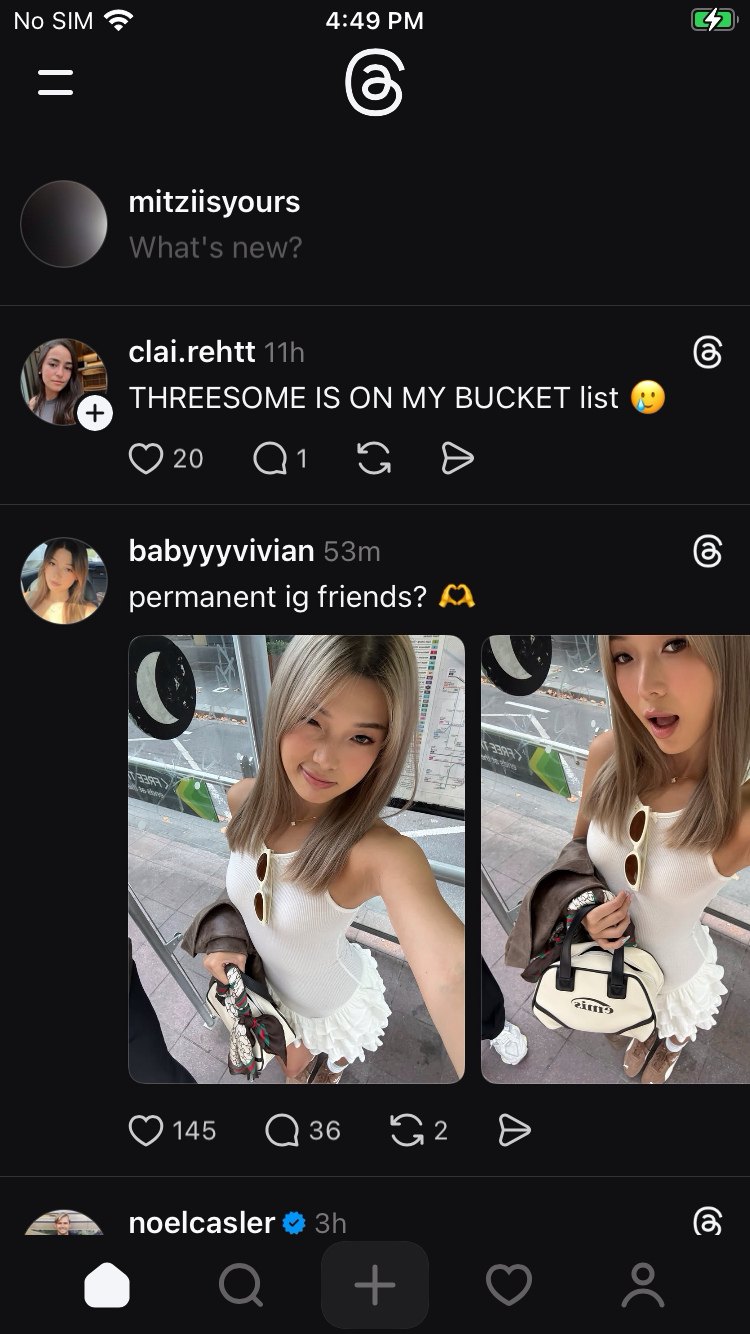 No SIM 4:49 PM
mitziisyours
What's new?
clai.rehtt 11h
THREESOME IS ON MY BUCKET list 🥲
20 1
babyyyvivian 53m
permanent ig friends? 🫶
emis
145 36 2
noelcasler 3h